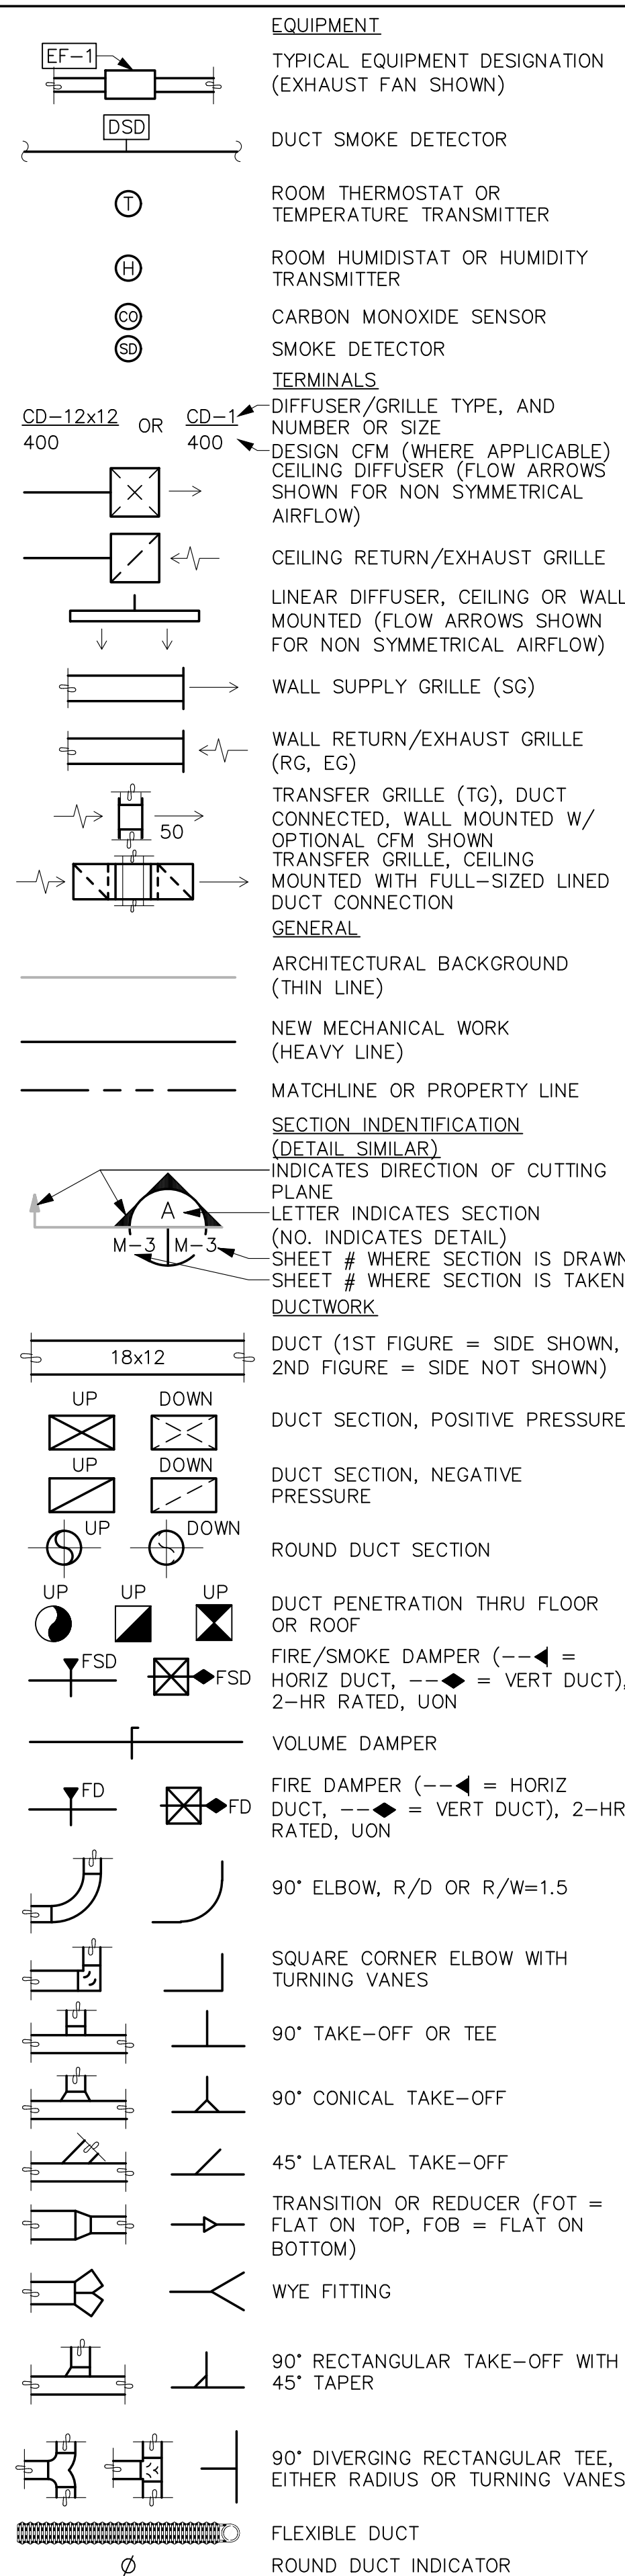 EQUIPMENT
EF-1
TYPICAL EQUIPMENT DESIGNATION
(EXHAUST FAN SHOWN)
DSD
DUCT SMOKE DETECTOR
T
ROOM THERMOSTAT OR
TEMPERATURE TRANSMITTER
H
ROOM HUMIDISTAT OR HUMIDITY
TRANSMITTER
CO
CARBON MONOXIDE SENSOR
SD
SMOKE DETECTOR
TERMINALS
CD-12x12 OR CD-1
400 400
DIFFUSER/GRILLE TYPE, AND
NUMBER OR SIZE
DESIGN CFM (WHERE APPLICABLE)
CEILING DIFFUSER (FLOW ARROWS
SHOWN FOR NON SYMMETRICAL
AIRFLOW)
CEILING RETURN/EXHAUST GRILLE
LINEAR DIFFUSER, CEILING OR WALL
MOUNTED (FLOW ARROWS SHOWN
FOR NON SYMMETRICAL AIRFLOW)
WALL SUPPLY GRILLE (SG)
WALL RETURN/EXHAUST GRILLE
(RG, EG)
50
TRANSFER GRILLE (TG), DUCT
CONNECTED, WALL MOUNTED W/
OPTIONAL CFM SHOWN
TRANSFER GRILLE, CEILING
MOUNTED WITH FULL-SIZED LINED
DUCT CONNECTION
GENERAL
ARCHITECTURAL BACKGROUND
(THIN LINE)
NEW MECHANICAL WORK
(HEAVY LINE)
MATCHLINE OR PROPERTY LINE
SECTION INDENTIFICATION
(DETAIL SIMILAR)
INDICATES DIRECTION OF CUTTING
PLANE
A
LETTER INDICATES SECTION
(NO. INDICATES DETAIL)
M-3 M-3
SHEET # WHERE SECTION IS DRAWN
SHEET # WHERE SECTION IS TAKEN
DUCTWORK
18x12
DUCT (1ST FIGURE = SIDE SHOWN,
2ND FIGURE = SIDE NOT SHOWN)
UP DOWN
DUCT SECTION, POSITIVE PRESSURE
UP DOWN
DUCT SECTION, NEGATIVE
PRESSURE
UP DOWN
ROUND DUCT SECTION
UP UP UP
DUCT PENETRATION THRU FLOOR
OR ROOF
FSD FSD
FIRE/SMOKE DAMPER (--◀ =
HORIZ DUCT, --◆ = VERT DUCT),
2-HR RATED, UON
VOLUME DAMPER
FD FD
FIRE DAMPER (--◀ = HORIZ
DUCT, --◆ = VERT DUCT), 2-HR
RATED, UON
90° ELBOW, R/D OR R/W=1.5
SQUARE CORNER ELBOW WITH
TURNING VANES
90° TAKE-OFF OR TEE
90° CONICAL TAKE-OFF
45° LATERAL TAKE-OFF
TRANSITION OR REDUCER (FOT =
FLAT ON TOP, FOB = FLAT ON
BOTTOM)
WYE FITTING
90° RECTANGULAR TAKE-OFF WITH
45° TAPER
90° DIVERGING RECTANGULAR TEE,
EITHER RADIUS OR TURNING VANES
FLEXIBLE DUCT
Ø
ROUND DUCT INDICATOR